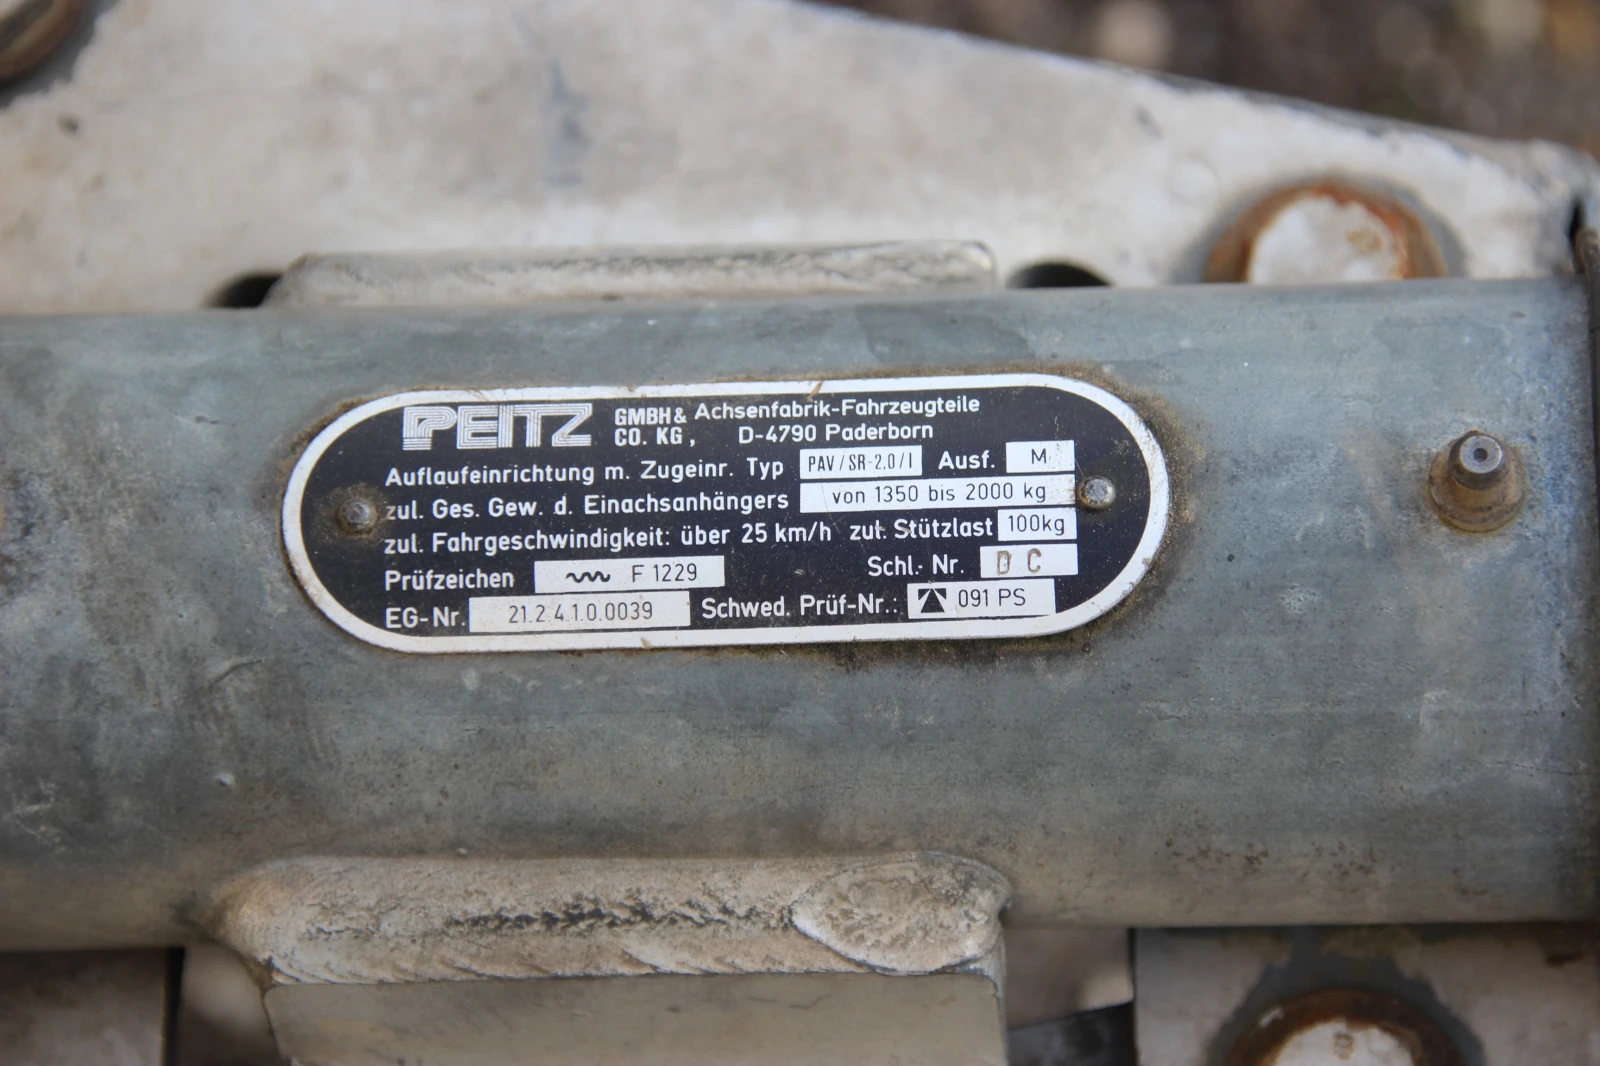 PEITZ GMBH & CO. KG, Achsenfabrik-Fahrzeugteile
D-4790 Paderborn
Auflaufeinrichtung m. Zugeinr. Typ PAV/SR-2.0/I Ausf. M
zul. Ges. Gew. d. Einachsanhängers von 1350 bis 2000 kg
zul. Fahrgeschwindigkeit: über 25 km/h zul. Stützlast 100kg
Prüfzeichen F 1229 Schl.-Nr. D C
EG-Nr. 21.2.4.1.0.0039 Schwed. Prüf-Nr.: 091 PS